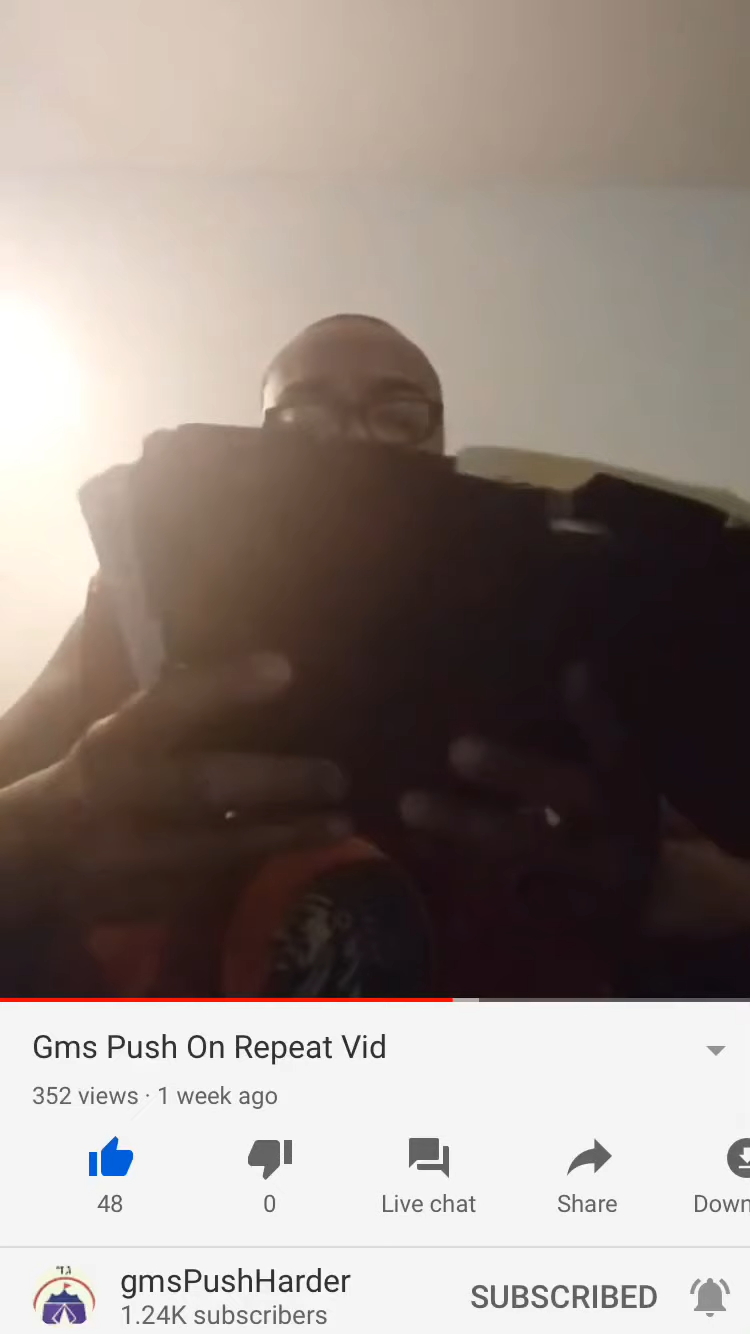 Gms Push On Repeat Vid
352 views · 1 week ago
48
0
Live chat
Share
Down
גד
gmsPushHarder
SUBSCRIBED
1.24K subscribers